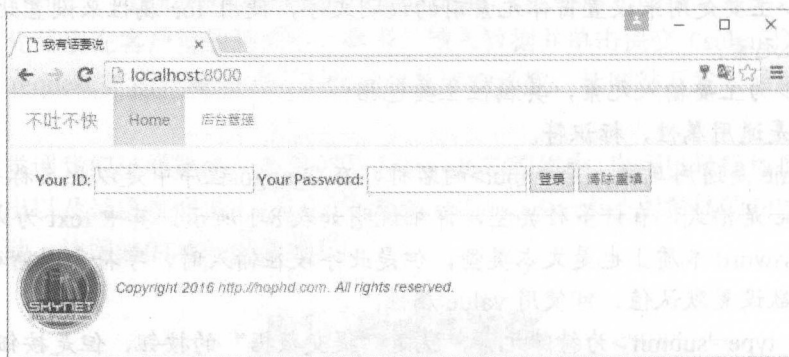 我有话要说
localhost:8000
不吐不快 Home 后台管理
Your ID: Your Password: 登录 清除重填
SKYNET
Copyright 2016 http://hophd.com. All rights reserved.